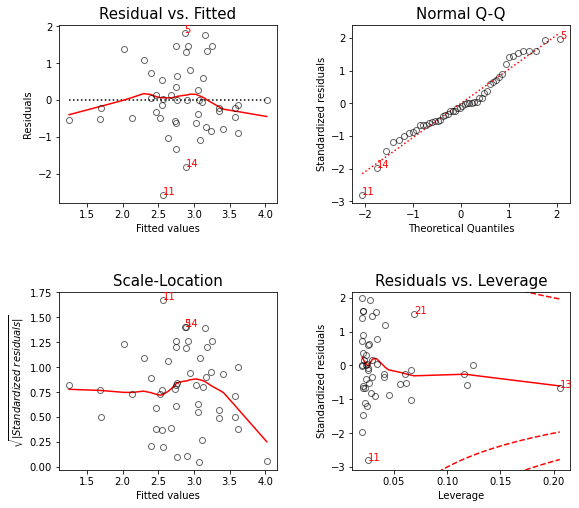 Residual vs. Fitted
Residuals
2
1
0
−1
−2
5
14
11
1.5 2.0 2.5 3.0 3.5 4.0
Fitted values
Normal Q-Q
Standardized residuals
2
1
0
−1
−2
−3
5
14
11
−2 −1 0 1 2
Theoretical Quantiles
Scale-Location
√|Standardized residuals|
1.75
1.50
1.25
1.00
0.75
0.50
0.25
0.00
11
14
1.5 2.0 2.5 3.0 3.5 4.0
Fitted values
Residuals vs. Leverage
Standardized residuals
2
1
0
−1
−2
−3
21
13
11
0.05 0.10 0.15 0.20
Leverage